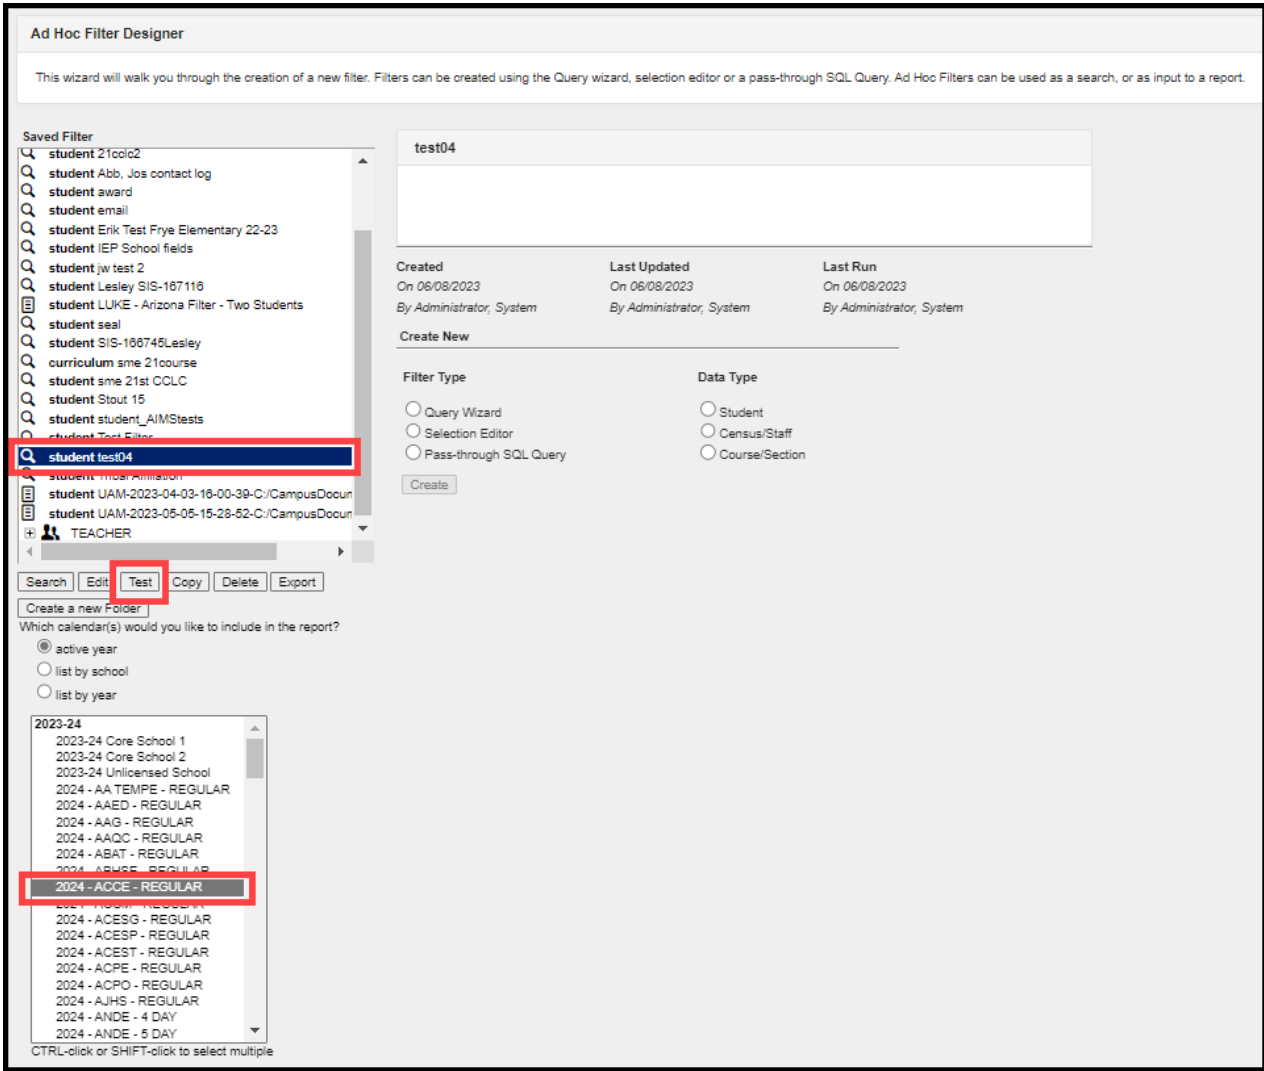 Ad Hoc Filter Designer
This wizard will walk you through the creation of a new filter. Filters can be created using the Query wizard, selection editor or a pass-through SQL Query. Ad Hoc Filters can be used as a search, or as input to a report.
Saved Filter
student 21cclc2
student Abb, Jos contact log
student award
student email
student Erik Test Frye Elementary 22-23
student IEP School fields
student jw test 2
student Lesley SIS-167116
student LUKE - Arizona Filter - Two Students
student seal
student SIS-166745Lesley
curriculum sme 21course
student sme 21st CCLC
student Stout 15
student student_AIMStests
student Test Filter
student test04
student Tribal Affiliation
student UAM-2023-04-03-16-00-39-C:/CampusDocum
student UAM-2023-05-05-15-28-52-C:/CampusDocum
TEACHER
Search Edit Test Copy Delete Export
Create a new Folder
Which calendar(s) would you like to include in the report?
active year
list by school
list by year
2023-24
2023-24 Core School 1
2023-24 Core School 2
2023-24 Unlicensed School
2024 - AA TEMPE - REGULAR
2024 - AAED - REGULAR
2024 - AAG - REGULAR
2024 - AAQC - REGULAR
2024 - ABAT - REGULAR
2024 - ABHSE - REGULAR
2024 - ACCE - REGULAR
2024 - ACESG - REGULAR
2024 - ACESP - REGULAR
2024 - ACEST - REGULAR
2024 - ACPE - REGULAR
2024 - ACPO - REGULAR
2024 - AJHS - REGULAR
2024 - ANDE - 4 DAY
2024 - ANDE - 5 DAY
CTRL-click or SHIFT-click to select multiple
test04
Created Last Updated Last Run
On 06/08/2023 On 06/08/2023 On 06/08/2023
By Administrator, System By Administrator, System By Administrator, System
Create New
Filter Type Data Type
Query Wizard Student
Selection Editor Census/Staff
Pass-through SQL Query Course/Section
Create